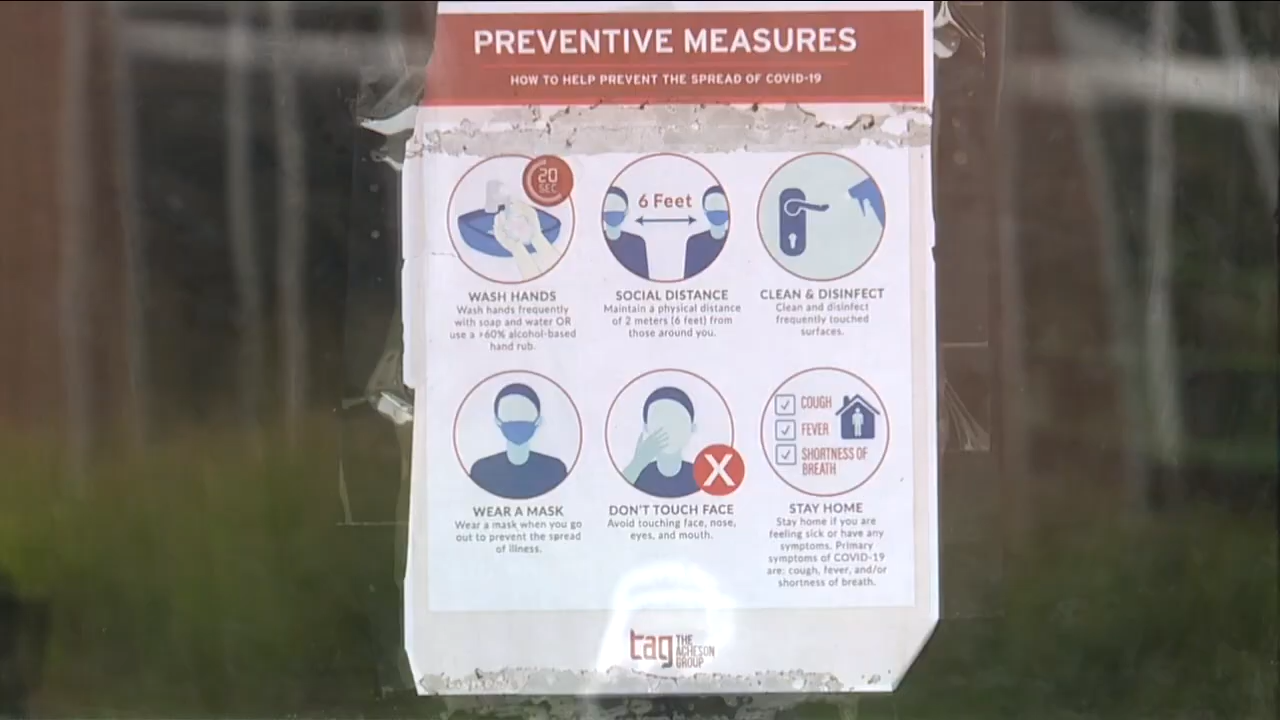 PREVENTIVE MEASURES
HOW TO HELP PREVENT THE SPREAD OF COVID-19
20
SEC
6 Feet
WASH HANDS
Wash hands frequently
with soap and water OR
use a >60% alcohol-based
hand rub.
SOCIAL DISTANCE
Maintain a physical distance
of 2 meters (6 feet) from
those around you.
CLEAN & DISINFECT
Clean and disinfect
frequently touched
surfaces.
X
COUGH
FEVER
SHORTNESS OF
BREATH
WEAR A MASK
Wear a mask when you go
out to prevent the spread
of illness.
DON'T TOUCH FACE
Avoid touching face, nose,
eyes, and mouth.
STAY HOME
Stay home if you are
feeling sick or have any
symptoms. Primary
symptoms of COVID-19
are: cough, fever, and/or
shortness of breath.
tag THE
ACHESON
GROUP